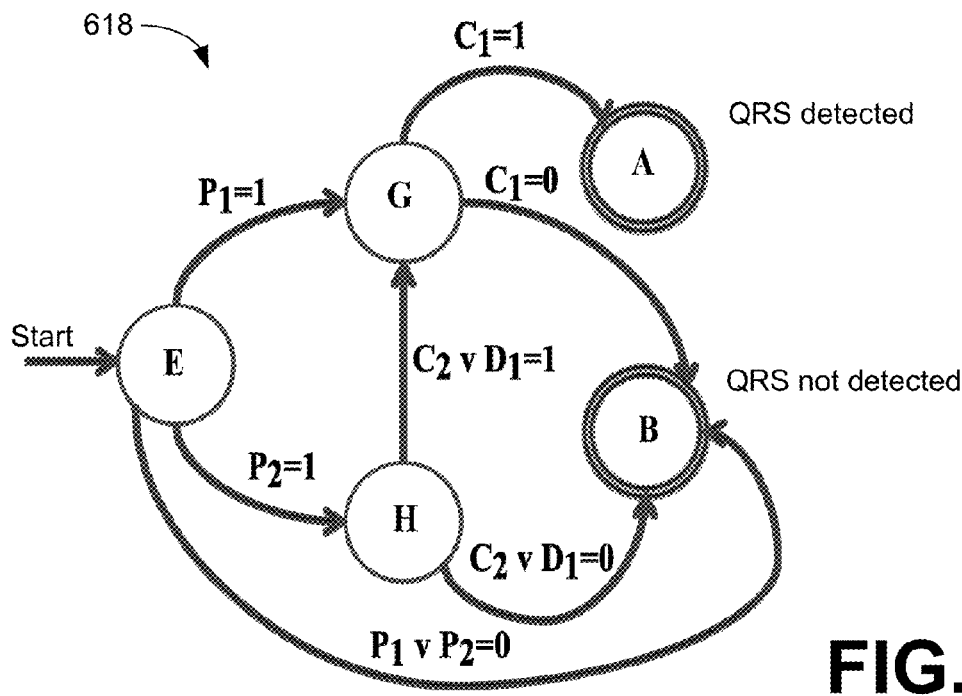 618
C1=1
QRS detected
A
G
C1=0
P1=1
Start
E
C2 v D1=1
QRS not detected
B
P2=1
H
C2 v D1=0
P1 v P2=0
FIG.